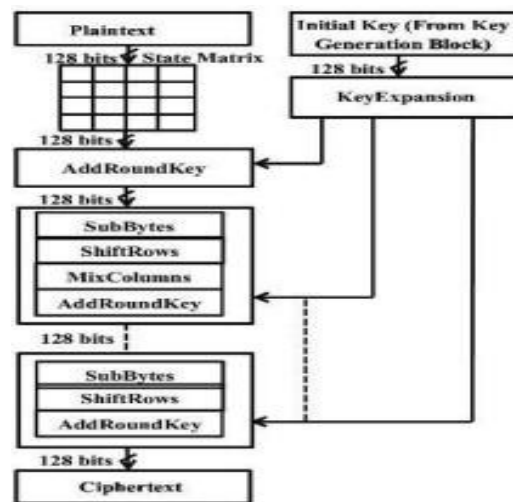 Plaintext
128 bits State Matrix
128 bits
AddRoundKey
128 bits
SubBytes
ShiftRows
MixColumns
AddRoundKey
128 bits
SubBytes
ShiftRows
AddRoundKey
128 bits
Ciphertext
Initial Key (From Key
Generation Block)
128 bits
KeyExpansion